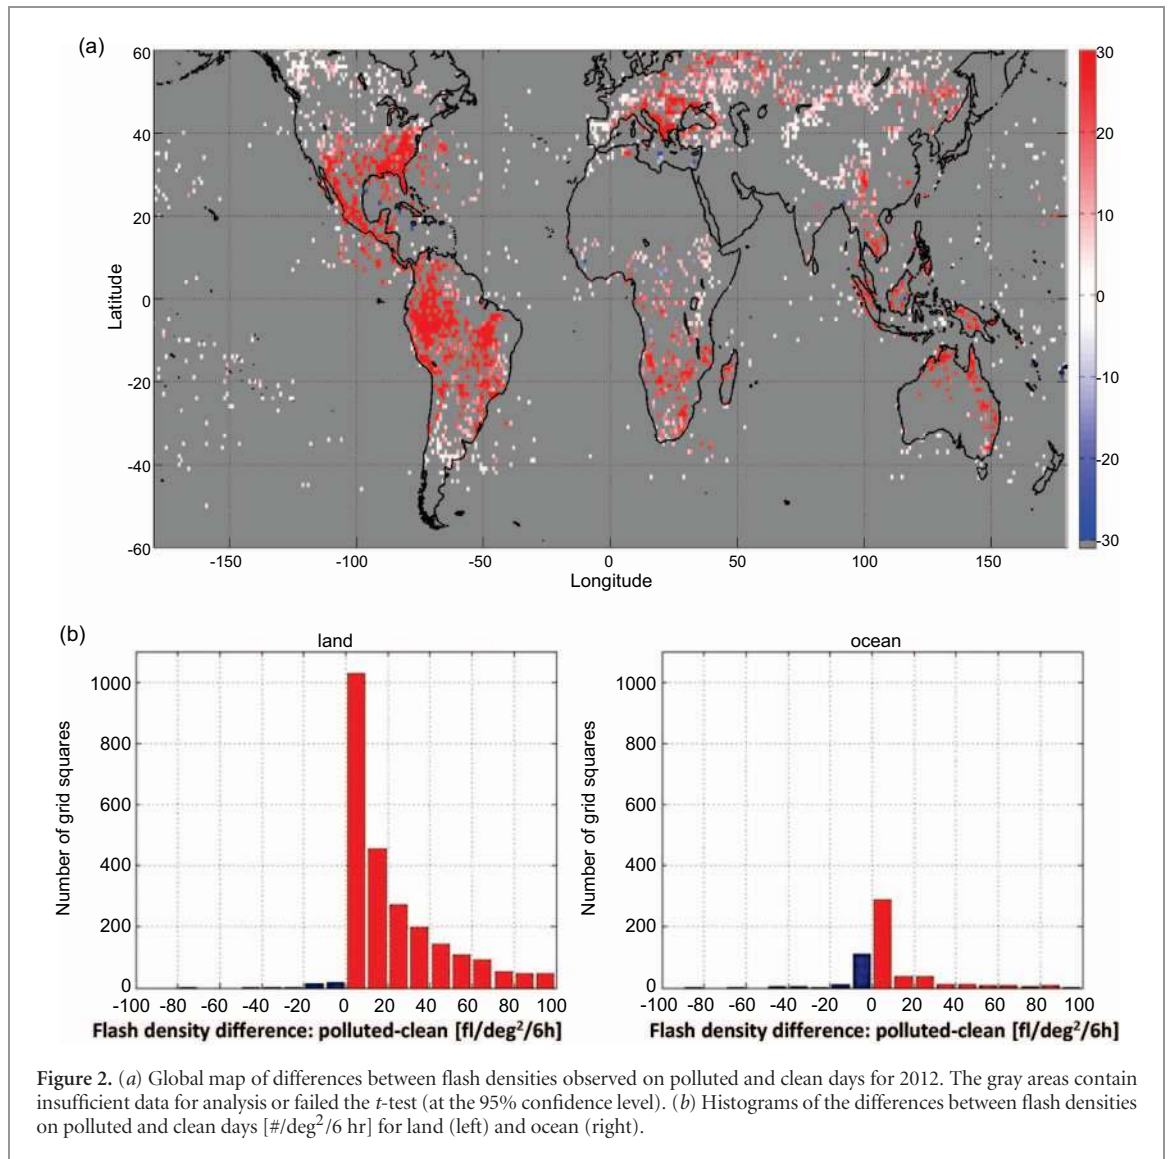 (a)
60
40
20
0
-20
-40
-60
Latitude
-150
-100
-50
0
50
100
150
Longitude
30
20
10
0
-10
-20
-30
(b)
land
1000
800
600
400
200
0
Number of grid squares
-100 -80 -60 -40 -20 0 20 40 60 80 100
Flash density difference: polluted-clean [fl/deg²/6h]
ocean
1000
800
600
400
200
0
Number of grid squares
-100 -80 -60 -40 -20 0 20 40 60 80 100
Flash density difference: polluted-clean [fl/deg²/6h]
Figure 2. (a) Global map of differences between flash densities observed on polluted and clean days for 2012. The gray areas contain
insufficient data for analysis or failed the t-test (at the 95% confidence level). (b) Histograms of the differences between flash densities
on polluted and clean days [#/deg²/6 hr] for land (left) and ocean (right).